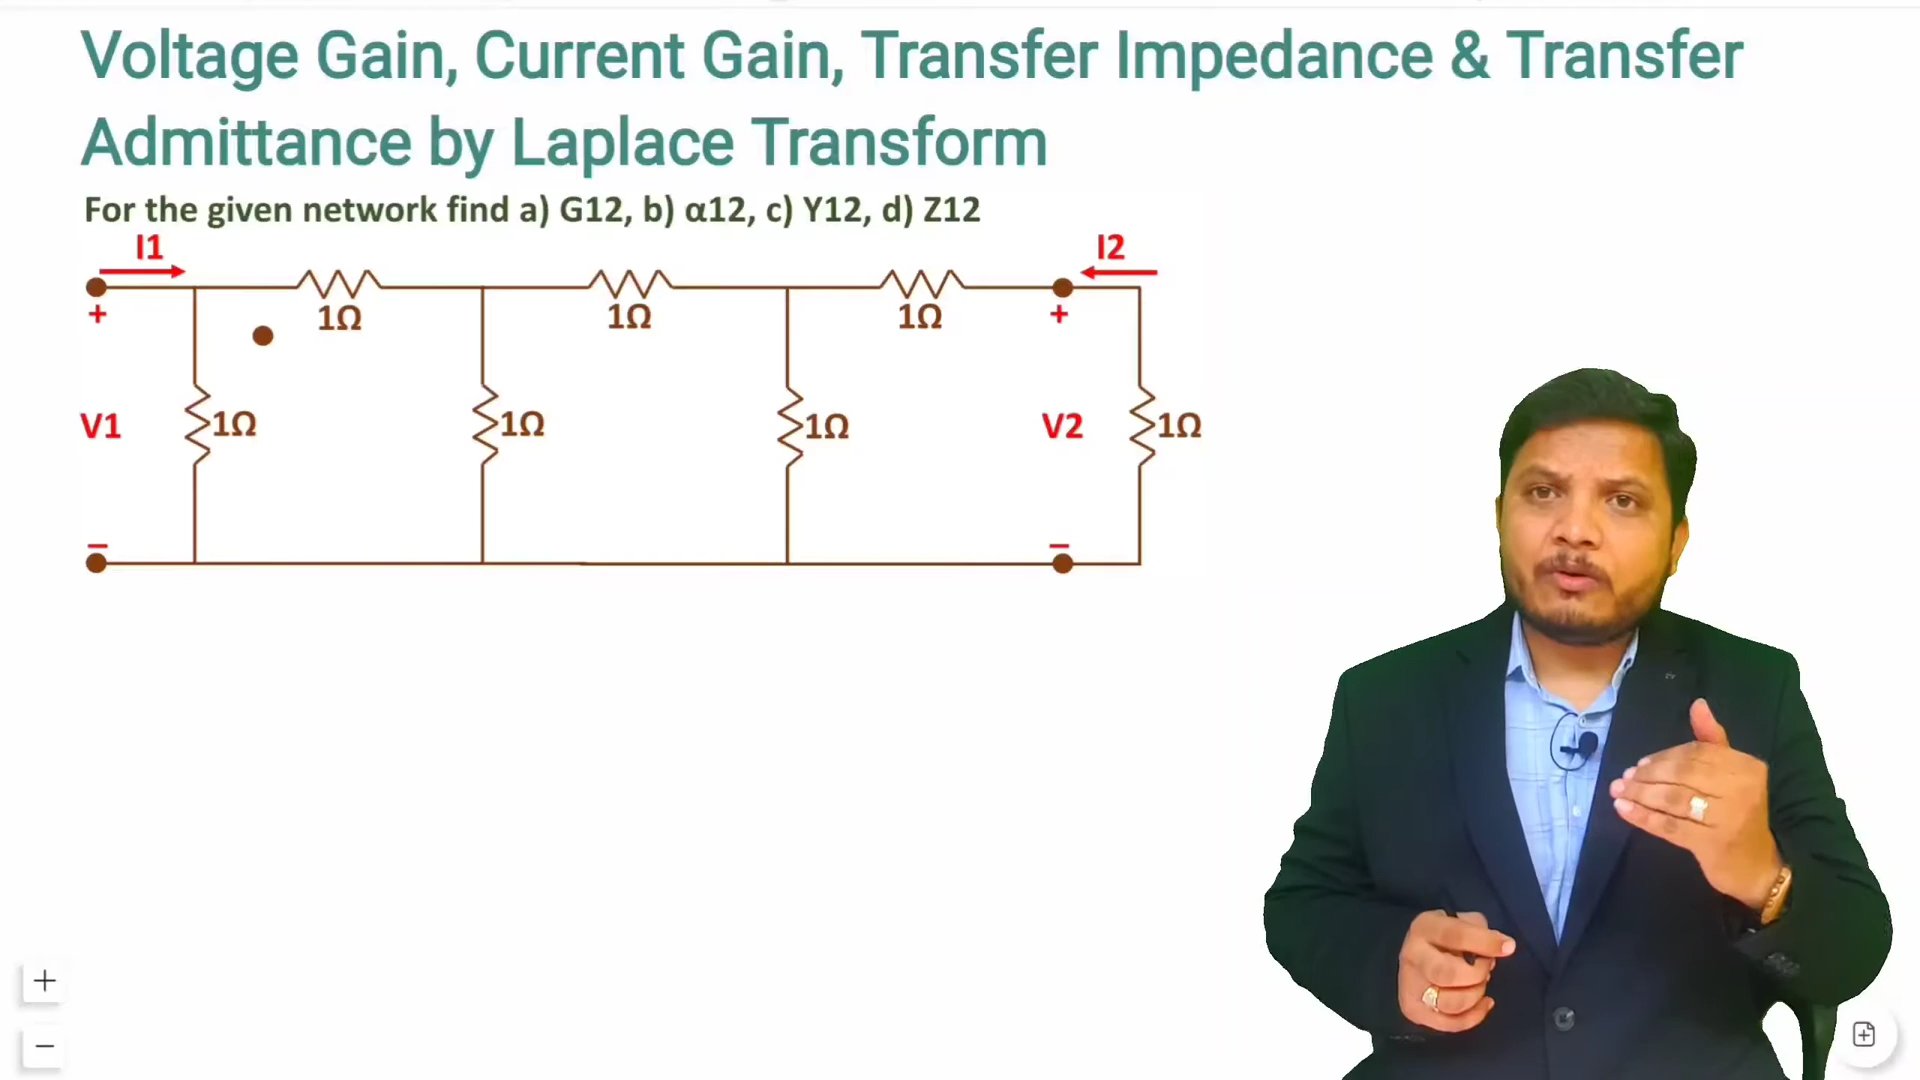 Voltage Gain, Current Gain, Transfer Impedance & Transfer
Admittance by Laplace Transform
For the given network find a) G12, b) α12, c) Y12, d) Z12
I1
I2
+
1Ω
1Ω
1Ω
+
V1
1Ω
1Ω
1Ω
V2
1Ω
–
–